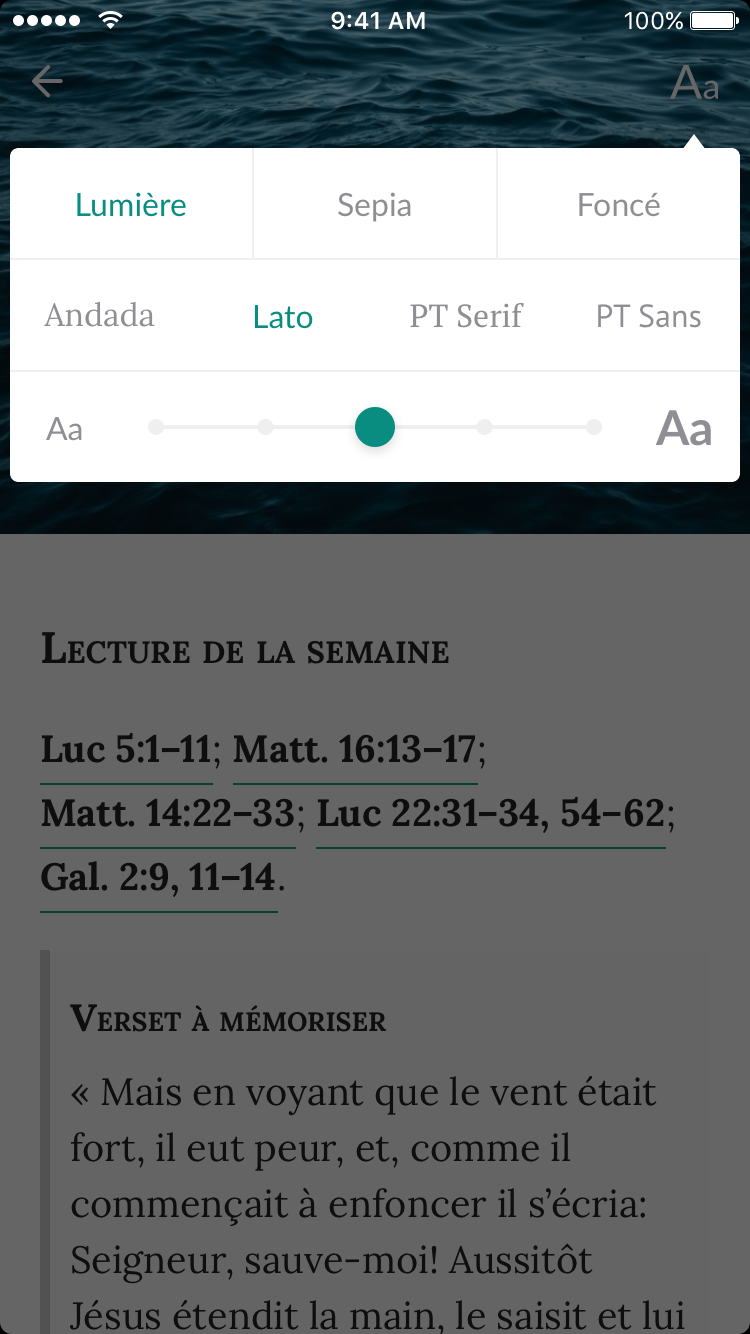 9:41 AM 100%
Aa
Lumière Sepia Foncé
Andada Lato PT Serif PT Sans
Aa Aa
Lecture de la semaine
Luc 5:1–11; Matt. 16:13–17;
Matt. 14:22–33; Luc 22:31–34, 54–62;
Gal. 2:9, 11–14.
Verset à mémoriser
« Mais en voyant que le vent était
fort, il eut peur, et, comme il
commençait à enfoncer il s’écria:
Seigneur, sauve-moi! Aussitôt
Jésus étendit la main, le saisit et lui